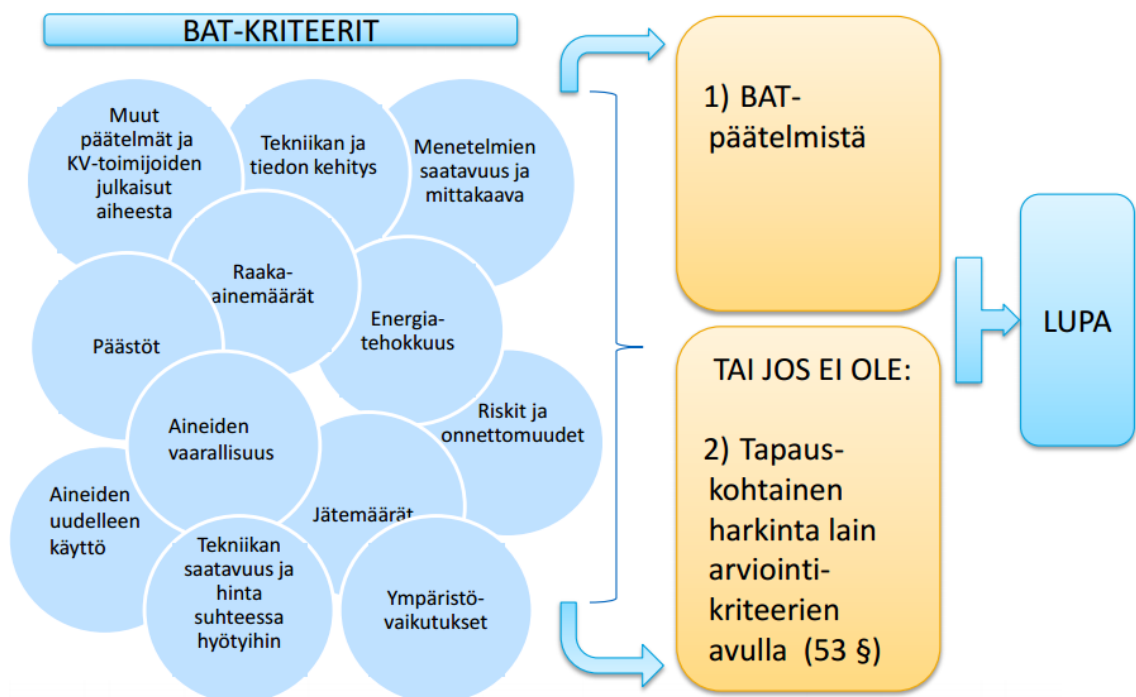 BAT-KRITEERIT
Muut
päätelmät ja
KV-toimijoiden
julkaisut
aiheesta
Tekniikan ja
tiedon kehitys
Menetelmien
saatavuus ja
mittakaava
Raaka-
ainemäärät
Päästöt
Energia-
tehokkuus
Aineiden
vaarallisuus
Riskit ja
onnettomuudet
Aineiden
uudelleen
käyttö
Jätemäärät
Tekniikan
saatavuus ja
hinta
suhteessa
hyötyihin
Ympäristö-
vaikutukset
1) BAT-
päätelmistä
TAI JOS EI OLE:
2) Tapaus-
kohtainen
harkinta lain
arviointi-
kriteerien
avulla (53 §)
LUPA